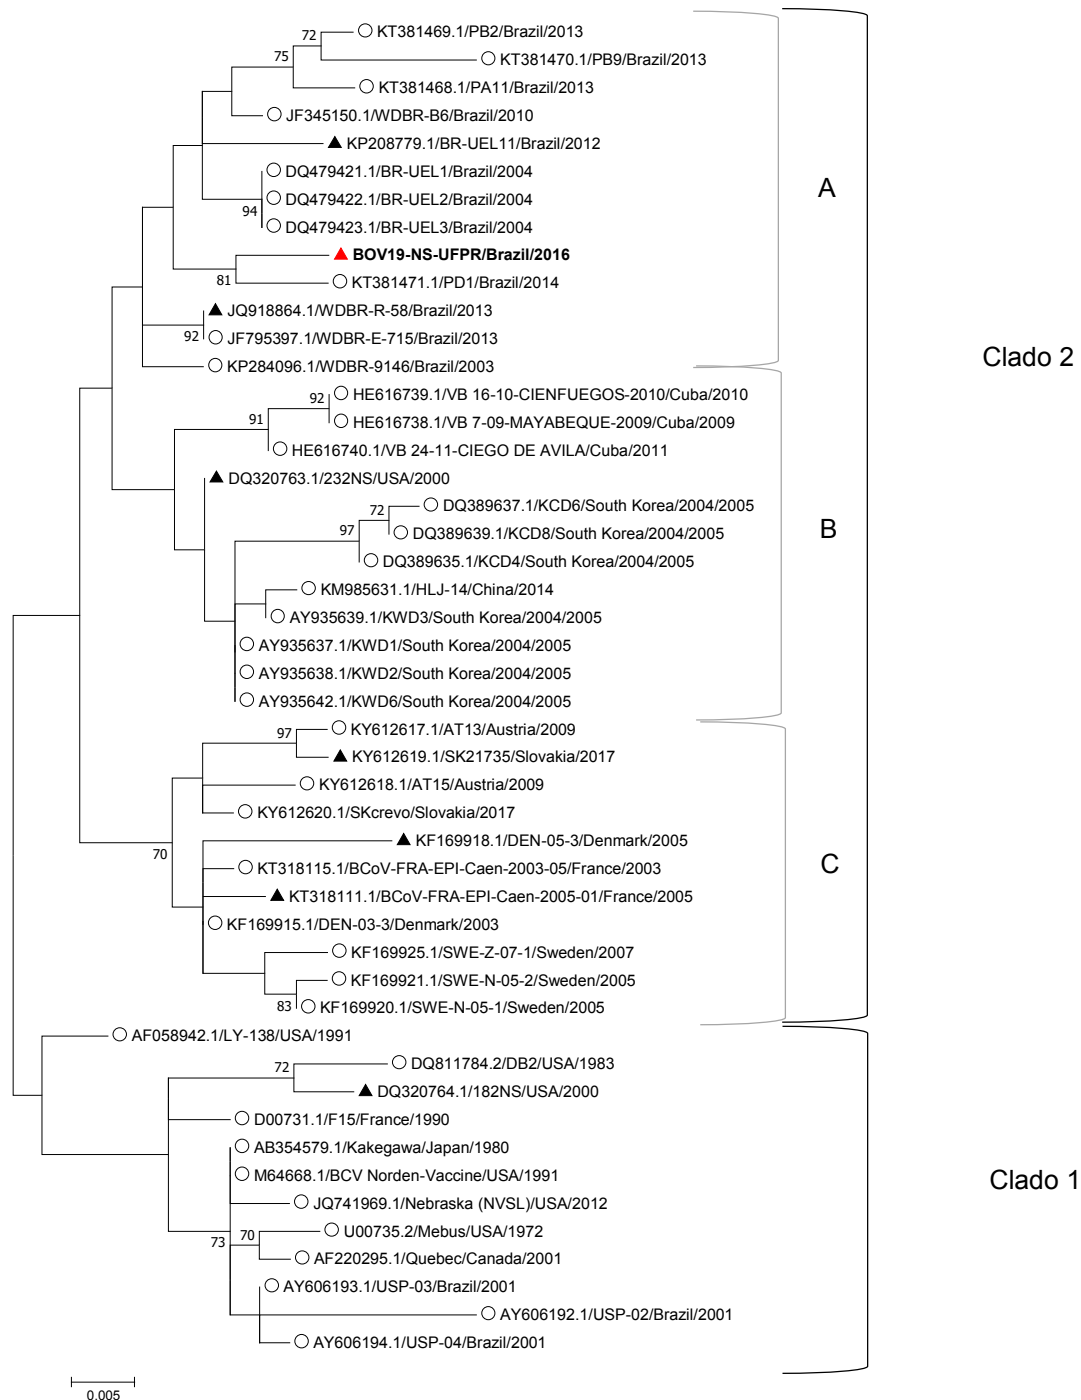 72
KT381469.1/PB2/Brazil/2013
75
KT381470.1/PB9/Brazil/2013
KT381468.1/PA11/Brazil/2013
JF345150.1/WDBR-B6/Brazil/2010
KP208779.1/BR-UEL11/Brazil/2012
DQ479421.1/BR-UEL1/Brazil/2004
A
DQ479422.1/BR-UEL2/Brazil/2004
94
DQ479423.1/BR-UEL3/Brazil/2004
BOV19-NS-UFPR/Brazil/2016
81
KT381471.1/PD1/Brazil/2014
JQ918864.1/WDBR-R-58/Brazil/2013
92
JF795397.1/WDBR-E-715/Brazil/2013
Clado 2
KP284096.1/WDBR-9146/Brazil/2003
92
HE616739.1/VB 16-10-CIENFUEGOS-2010/Cuba/2010
91
HE616738.1/VB 7-09-MAYABEQUE-2009/Cuba/2009
HE616740.1/VB 24-11-CIEGO DE AVILA/Cuba/2011
DQ320763.1/232NS/USA/2000
72
DQ389637.1/KCD6/South Korea/2004/2005
97
DQ389639.1/KCD8/South Korea/2004/2005
B
DQ389635.1/KCD4/South Korea/2004/2005
KM985631.1/HLJ-14/China/2014
AY935639.1/KWD3/South Korea/2004/2005
AY935637.1/KWD1/South Korea/2004/2005
AY935638.1/KWD2/South Korea/2004/2005
AY935642.1/KWD6/South Korea/2004/2005
97
KY612617.1/AT13/Austria/2009
KY612619.1/SK21735/Slovakia/2017
KY612618.1/AT15/Austria/2009
KY612620.1/SKcrevo/Slovakia/2017
70
KF169918.1/DEN-05-3/Denmark/2005
C
KT318115.1/BCoV-FRA-EPI-Caen-2003-05/France/2003
KT318111.1/BCoV-FRA-EPI-Caen-2005-01/France/2005
KF169915.1/DEN-03-3/Denmark/2003
KF169925.1/SWE-Z-07-1/Sweden/2007
KF169921.1/SWE-N-05-2/Sweden/2005
83
KF169920.1/SWE-N-05-1/Sweden/2005
AF058942.1/LY-138/USA/1991
72
DQ811784.2/DB2/USA/1983
DQ320764.1/182NS/USA/2000
D00731.1/F15/France/1990
AB354579.1/Kakegawa/Japan/1980
M64668.1/BCV Norden-Vaccine/USA/1991
Clado 1
JQ741969.1/Nebraska (NVSL)/USA/2012
73
70
U00735.2/Mebus/USA/1972
AF220295.1/Quebec/Canada/2001
AY606193.1/USP-03/Brazil/2001
AY606192.1/USP-02/Brazil/2001
AY606194.1/USP-04/Brazil/2001
0.005